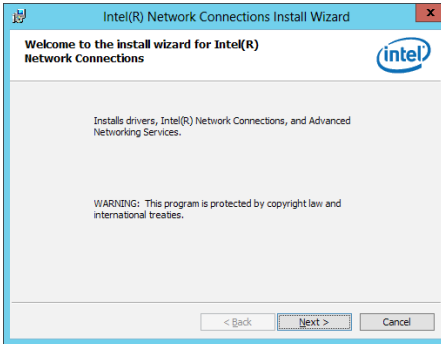 Intel(R) Network Connections Install Wizard
x
Welcome to the install wizard for Intel(R)
Network Connections
intel
Installs drivers, Intel(R) Network Connections, and Advanced
Networking Services.
WARNING: This program is protected by copyright law and
international treaties.
< Back
Next >
Cancel